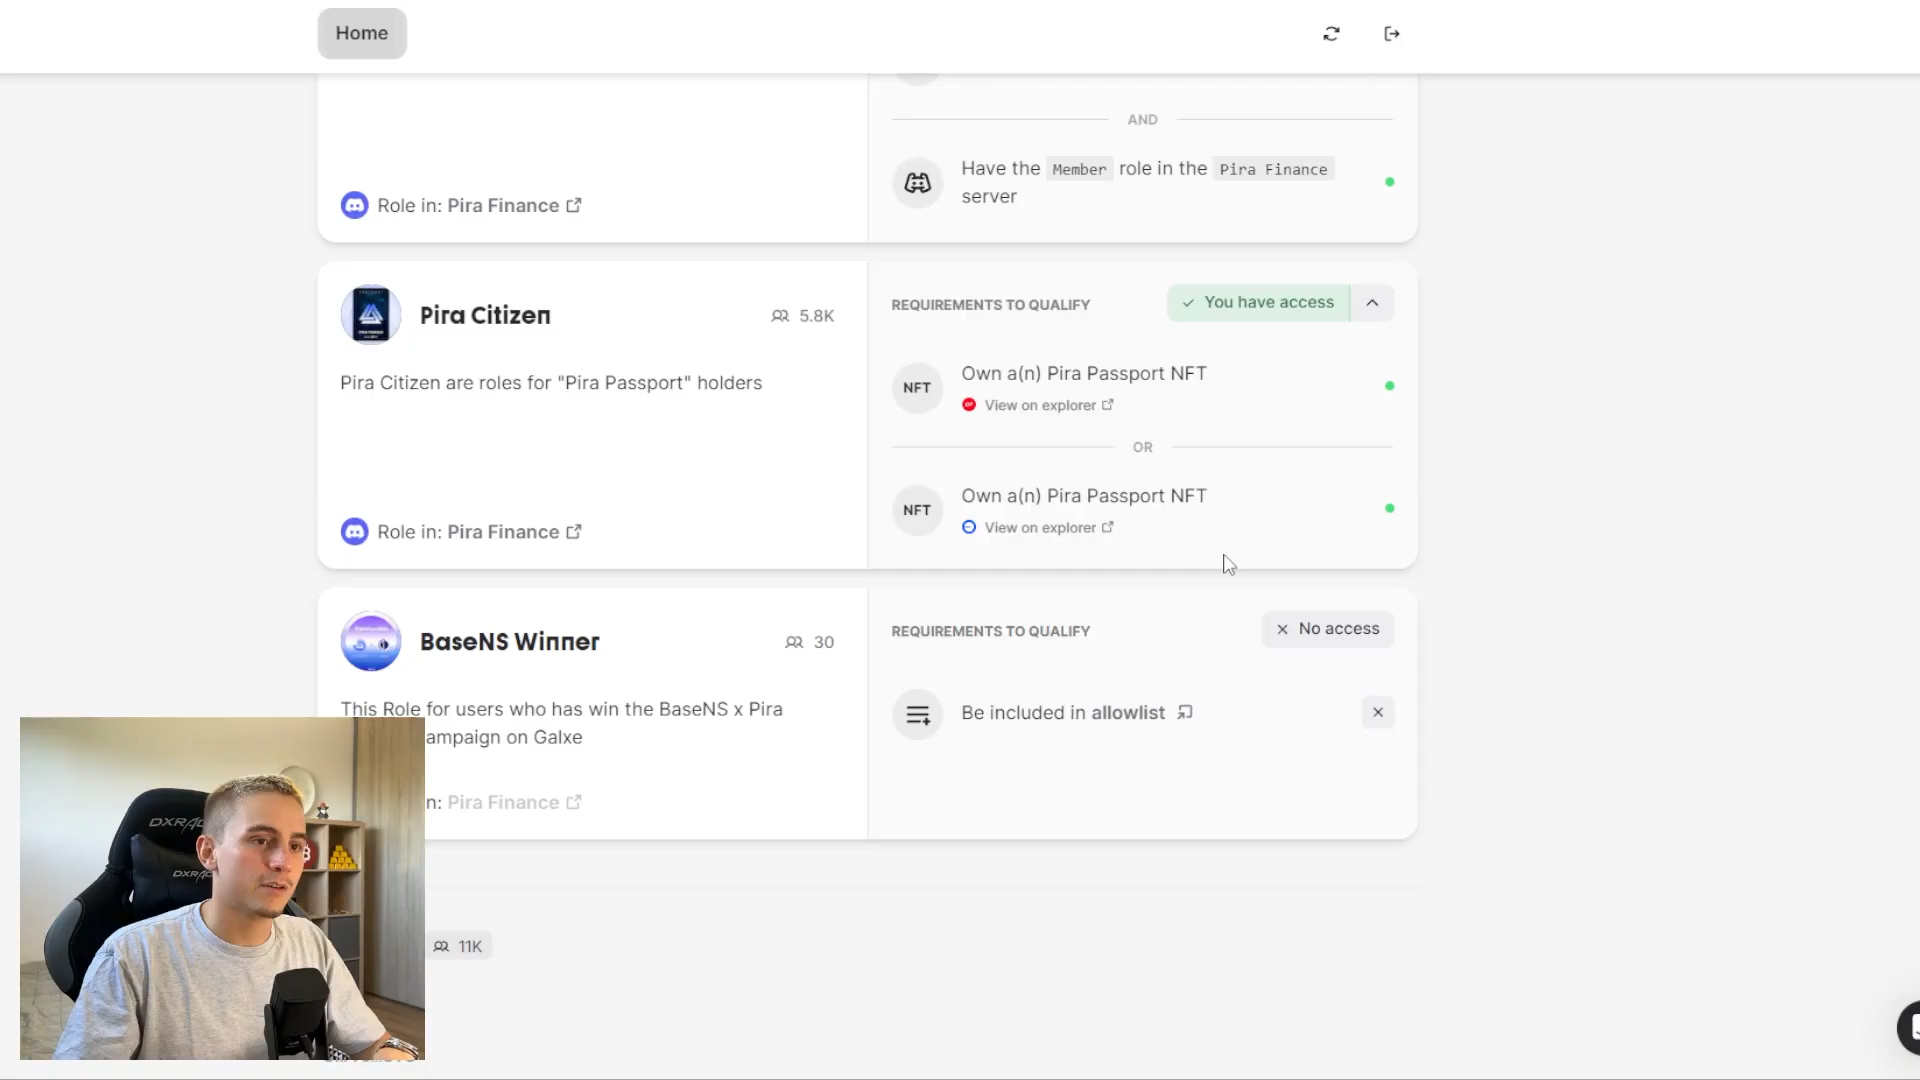 Home
AND
Have the Member role in the Pira Finance
server
Role in: Pira Finance
Pira Citizen
5.8K
Pira Citizen are roles for "Pira Passport" holders
Role in: Pira Finance
REQUIREMENTS TO QUALIFY
You have access
NFT
Own a(n) Pira Passport NFT
OP
View on explorer
OR
NFT
Own a(n) Pira Passport NFT
View on explorer
BaseNS Winner
30
This Role for users who has win the BaseNS x Pira
ampaign on Galxe
n: Pira Finance
REQUIREMENTS TO QUALIFY
No access
Be included in allowlist
11K
DXRAC
DXRAC